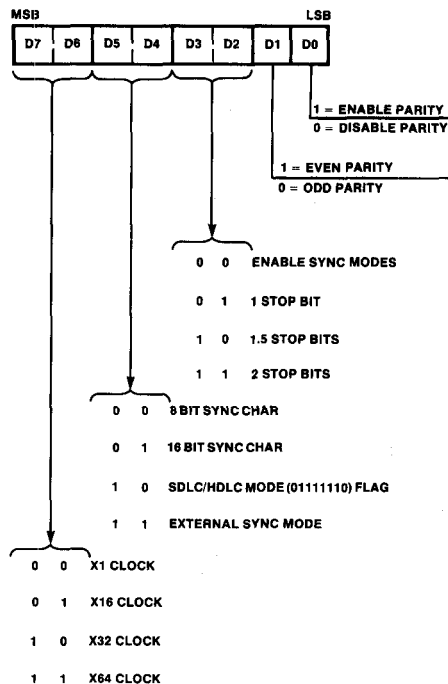 MSB LSB
D7 D6 D5 D4 D3 D2 D1 D0
1 = ENABLE PARITY
0 = DISABLE PARITY
1 = EVEN PARITY
0 = ODD PARITY
0 0 ENABLE SYNC MODES
0 1 1 STOP BIT
1 0 1.5 STOP BITS
1 1 2 STOP BITS
0 0 8 BIT SYNC CHAR
0 1 16 BIT SYNC CHAR
1 0 SDLC/HDLC MODE (01111110) FLAG
1 1 EXTERNAL SYNC MODE
0 0 X1 CLOCK
0 1 X16 CLOCK
1 0 X32 CLOCK
1 1 X64 CLOCK